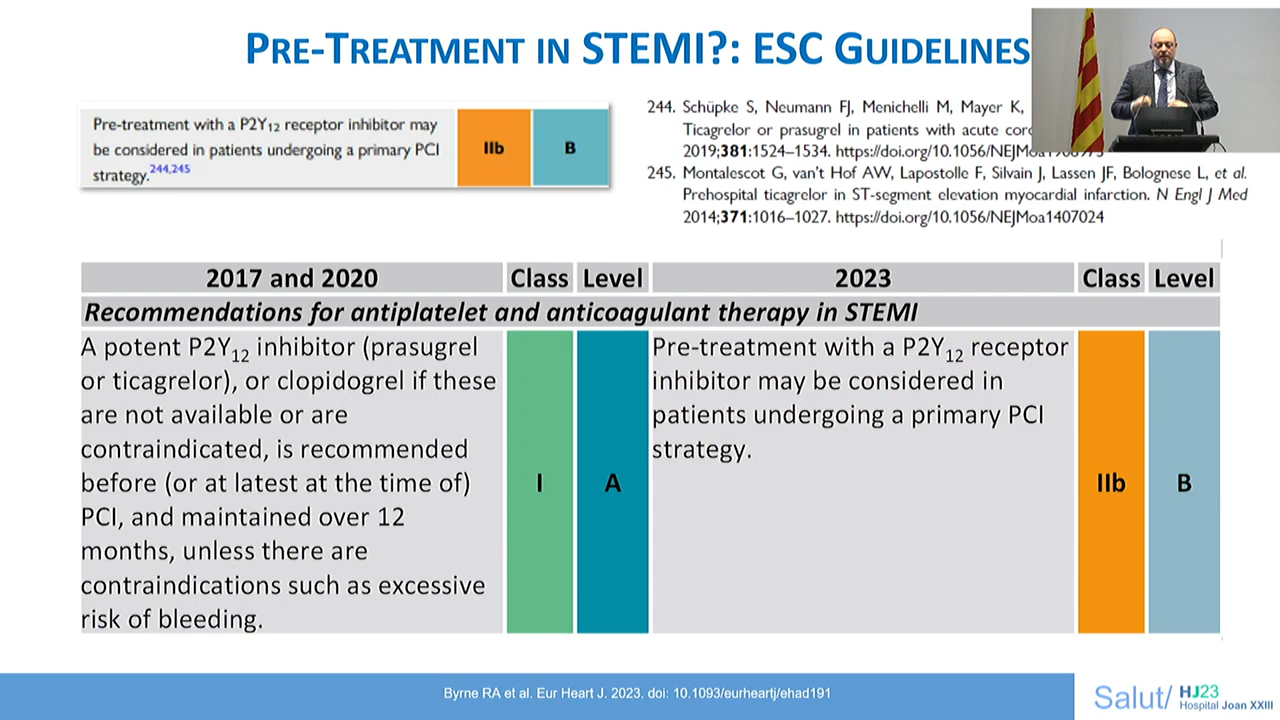 PRE-TREATMENT IN STEMI?: ESC GUIDELINES
Pre-treatment with a P2Y12 receptor inhibitor may
be considered in patients undergoing a primary PCI
strategy.244,245
IIb
B
244. Schüpke S, Neumann FJ, Menichelli M, Mayer K,
Ticagrelor or prasugrel in patients with acute
2019;381:1524–1534. https://doi.org/10.1056/
245. Montalescot G, van't Hof AW, Lapostolle F, Silvain J, Lassen JF, Bolognese L, et al.
Prehospital ticagrelor in ST-segment elevation myocardial infarction. N Engl J Med
2014;371:1016–1027. https://doi.org/10.1056/NEJMoa1407024
2017 and 2020 Class Level 2023 Class Level
Recommendations for antiplatelet and anticoagulant therapy in STEMI
A potent P2Y12 inhibitor (prasugrel
or ticagrelor), or clopidogrel if these
are not available or are
contraindicated, is recommended
before (or at latest at the time of)
PCI, and maintained over 12
months, unless there are
contraindications such as excessive
risk of bleeding.
I
A
Pre-treatment with a P2Y12 receptor
inhibitor may be considered in
patients undergoing a primary PCI
strategy.
IIb
B
Byrne RA et al. Eur Heart J. 2023. doi: 10.1093/eurheartj/ehad191
Salut/ HJ23
Hospital Joan XXIII